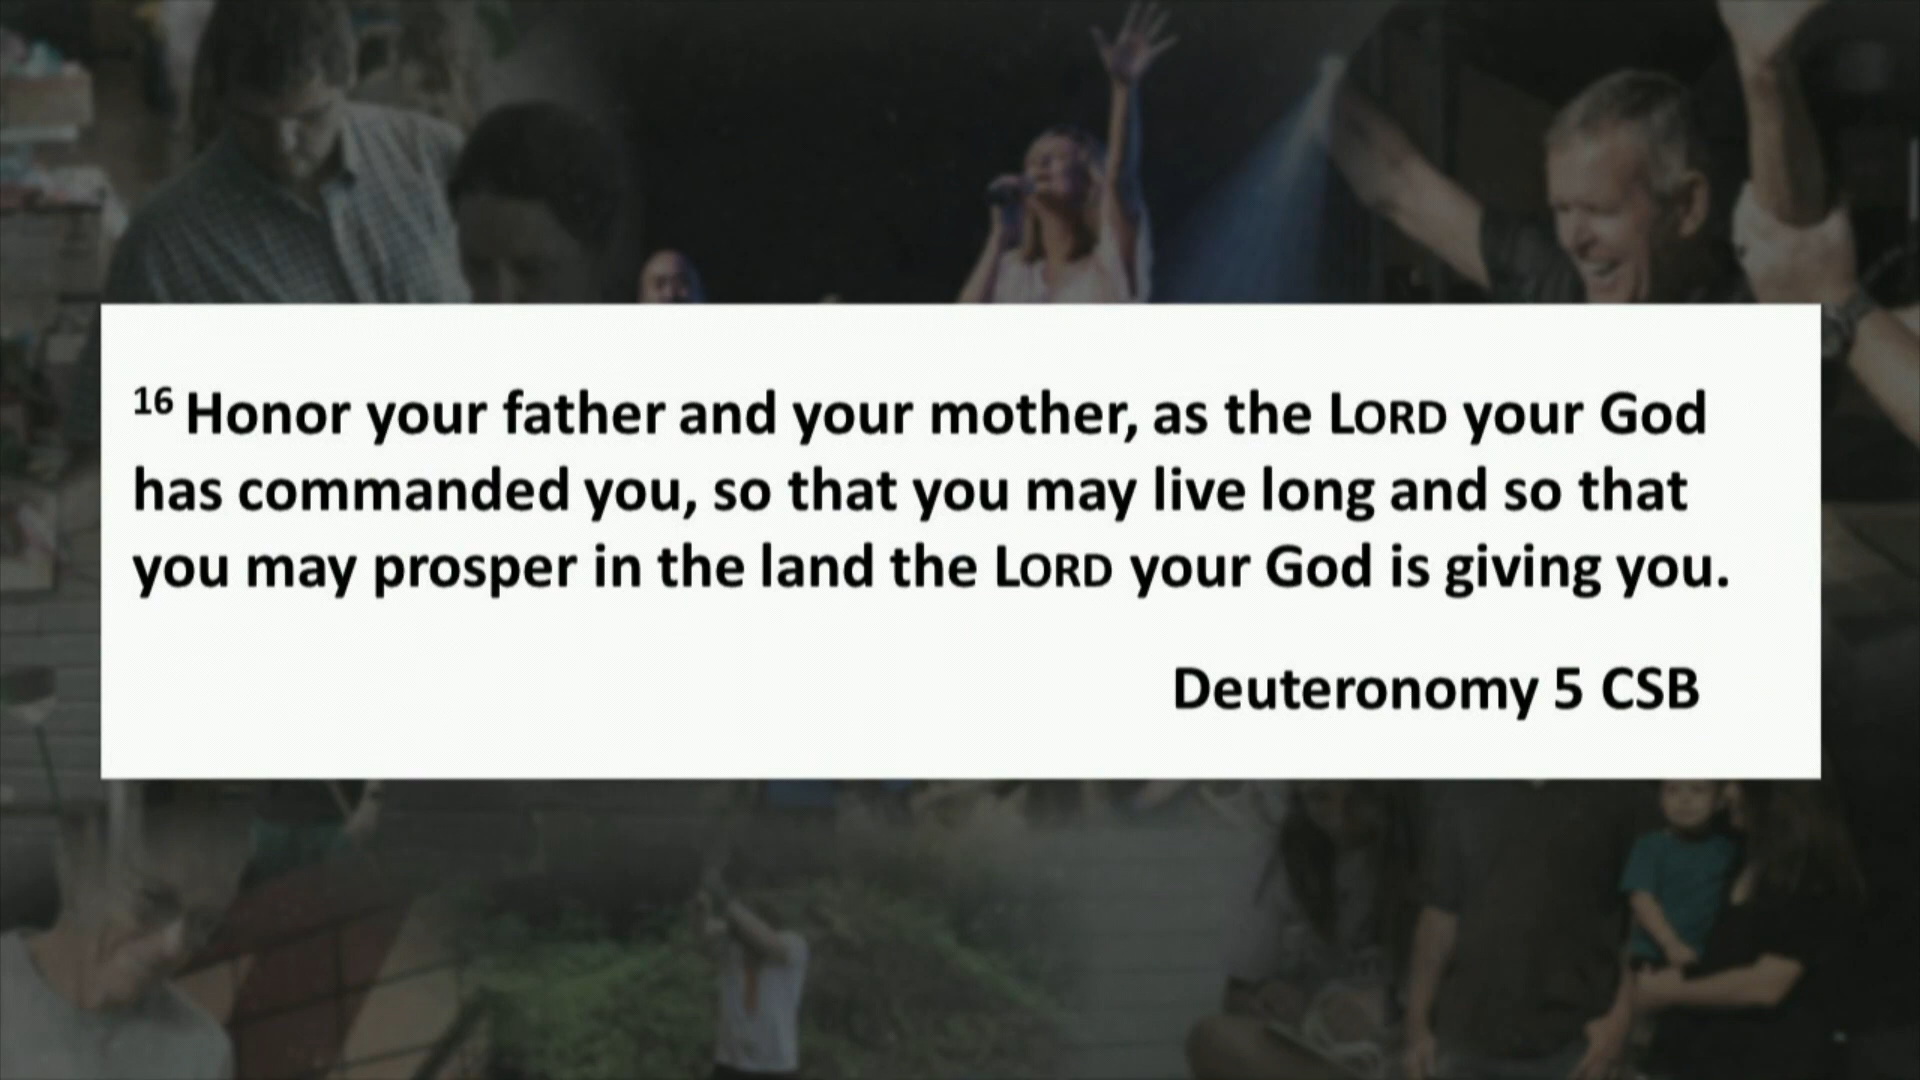 16 Honor your father and your mother, as the LORD your God
has commanded you, so that you may live long and so that
you may prosper in the land the LORD your God is giving you.
Deuteronomy 5 CSB